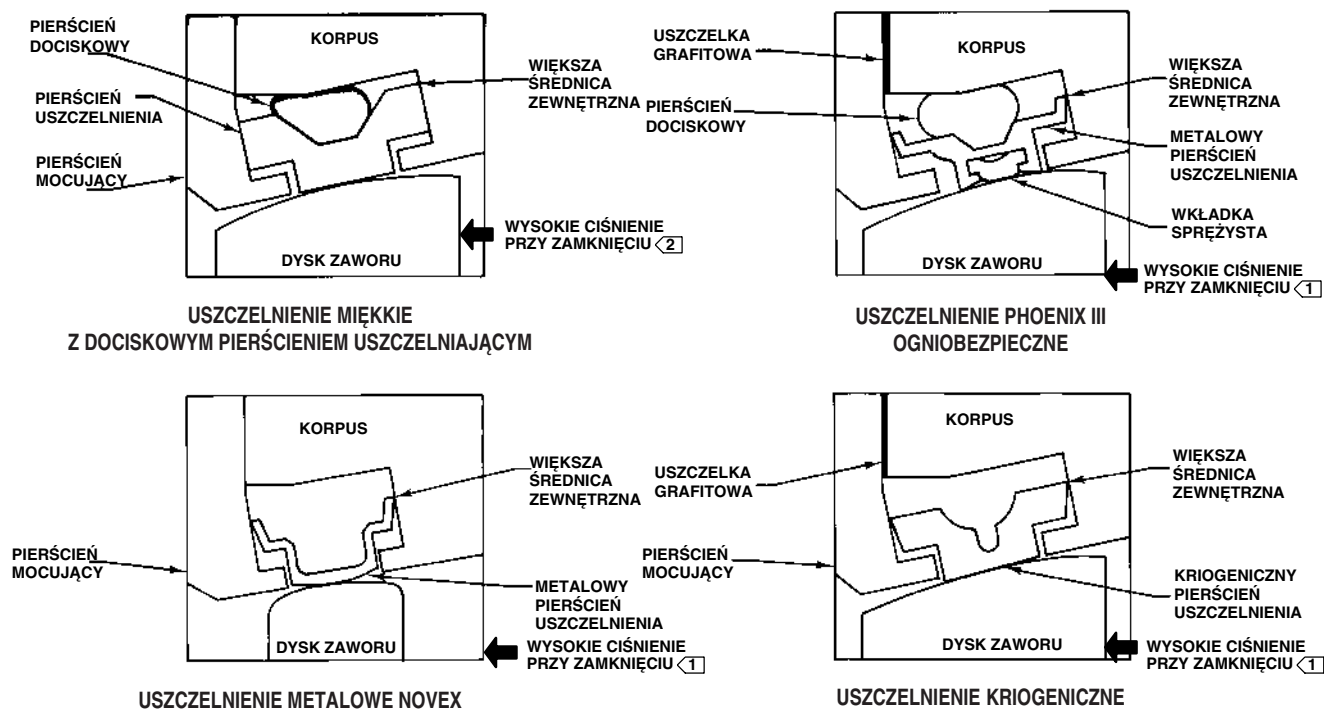 PIERŚCIEŃ
DOCISKOWY
KORPUS
WIĘKSZA
ŚREDNICA
ZEWNĘTRZNA
PIERŚCIEŃ
USZCZELNIENIA
PIERŚCIEŃ
MOCUJĄCY
WYSOKIE CIŚNIENIE
PRZY ZAMKNIĘCIU 2
DYSK ZAWORU
USZCZELNIENIE MIĘKKIE
Z DOCISKOWYM PIERŚCIENIEM USZCZELNIAJĄCYM
USZCZELKA
GRAFITOWA
KORPUS
WIĘKSZA
ŚREDNICA
ZEWNĘTRZNA
PIERŚCIEŃ
DOCISKOWY
METALOWY
PIERŚCIEŃ
USZCZELNIENIA
WKŁADKA
SPRĘŻYSTA
DYSK ZAWORU
WYSOKIE CIŚNIENIE
PRZY ZAMKNIĘCIU 1
USZCZELNIENIE PHOENIX III
OGNIOBEZPIECZNE
KORPUS
WIĘKSZA
ŚREDNICA
ZEWNĘTRZNA
PIERŚCIEŃ
MOCUJĄCY
METALOWY
PIERŚCIEŃ
USZCZELNIENIA
DYSK ZAWORU
WYSOKIE CIŚNIENIE
PRZY ZAMKNIĘCIU 1
USZCZELNIENIE METALOWE NOVEX
KORPUS
USZCZELKA
GRAFITOWA
WIĘKSZA
ŚREDNICA
ZEWNĘTRZNA
PIERŚCIEŃ
MOCUJĄCY
KRIOGENICZNY
PIERŚCIEŃ
USZCZELNIENIA
DYSK ZAWORU
WYSOKIE CIŚNIENIE
PRZY ZAMKNIĘCIU 1
USZCZELNIENIE KRIOGENICZNE